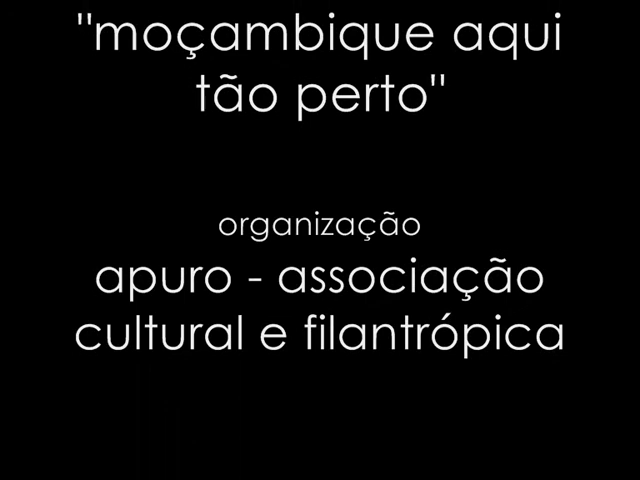 "moçambique aqui
tão perto"
organização
apuro - associação
cultural e filantrópica